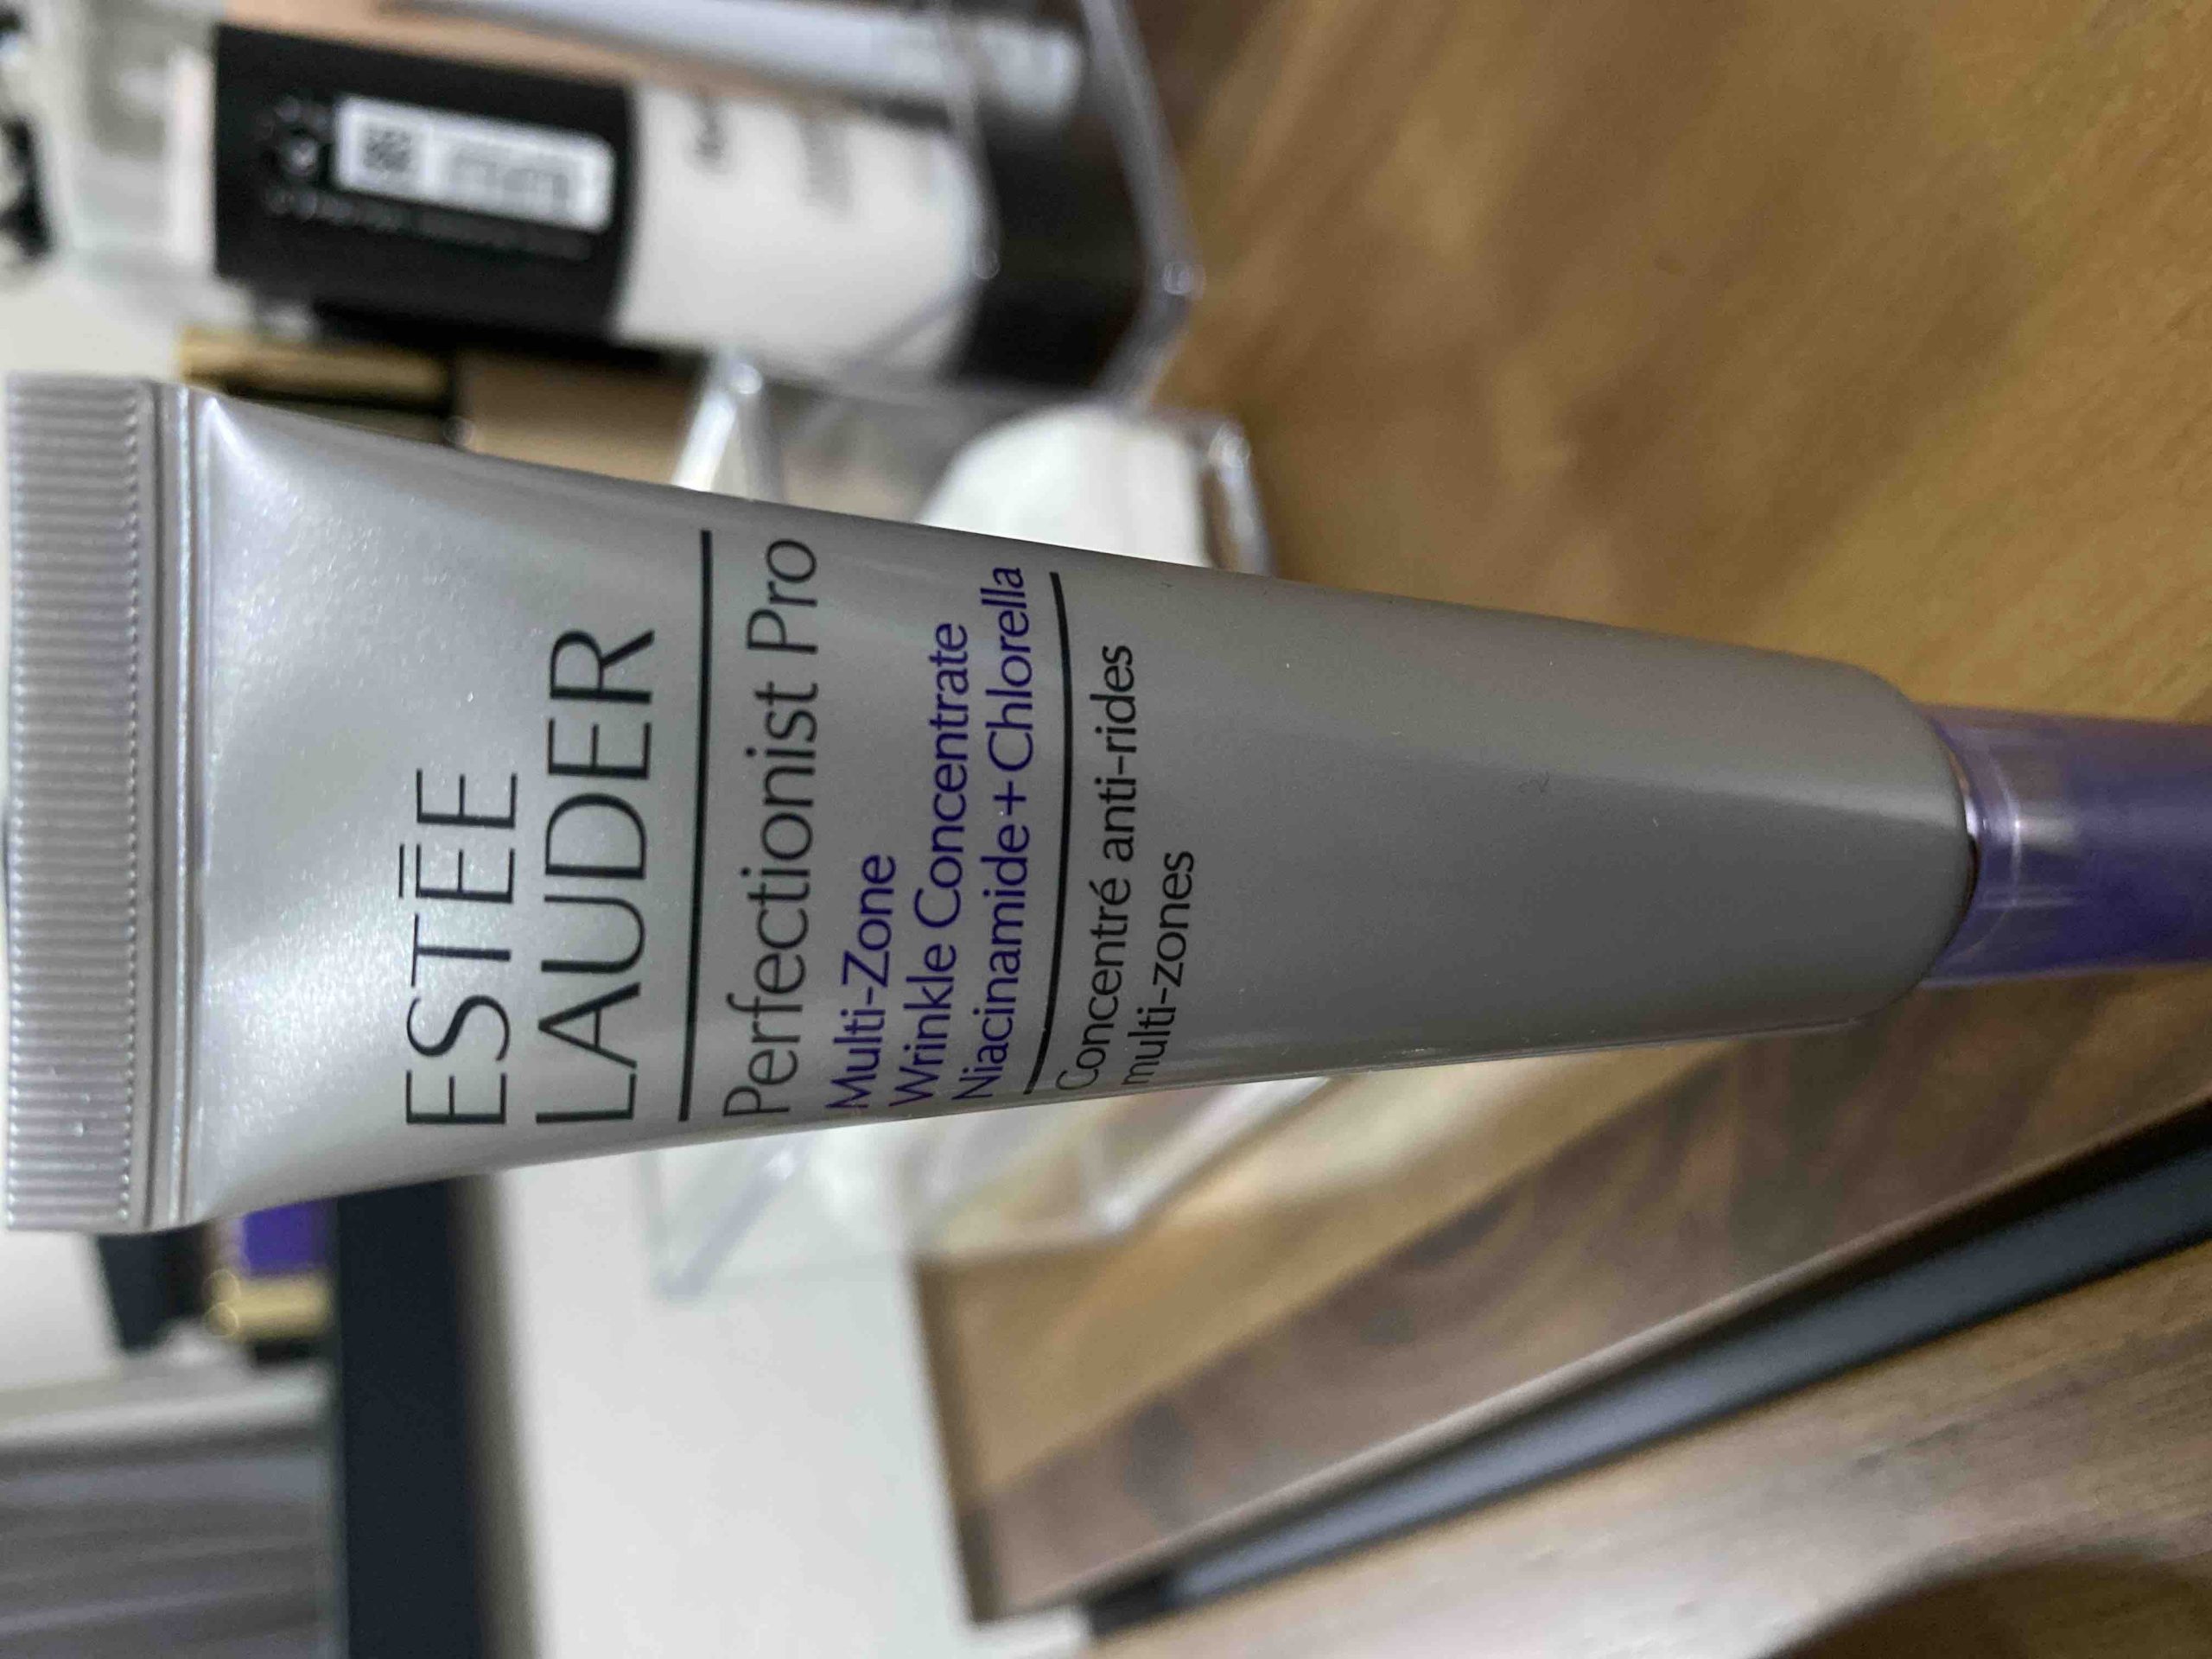 ESTĒE
LAUDER
Perfectionist Pro
Multi-Zone
Wrinkle Concentrate
Niacinamide + Chlorella
Concentré anti-rides
multi-zones